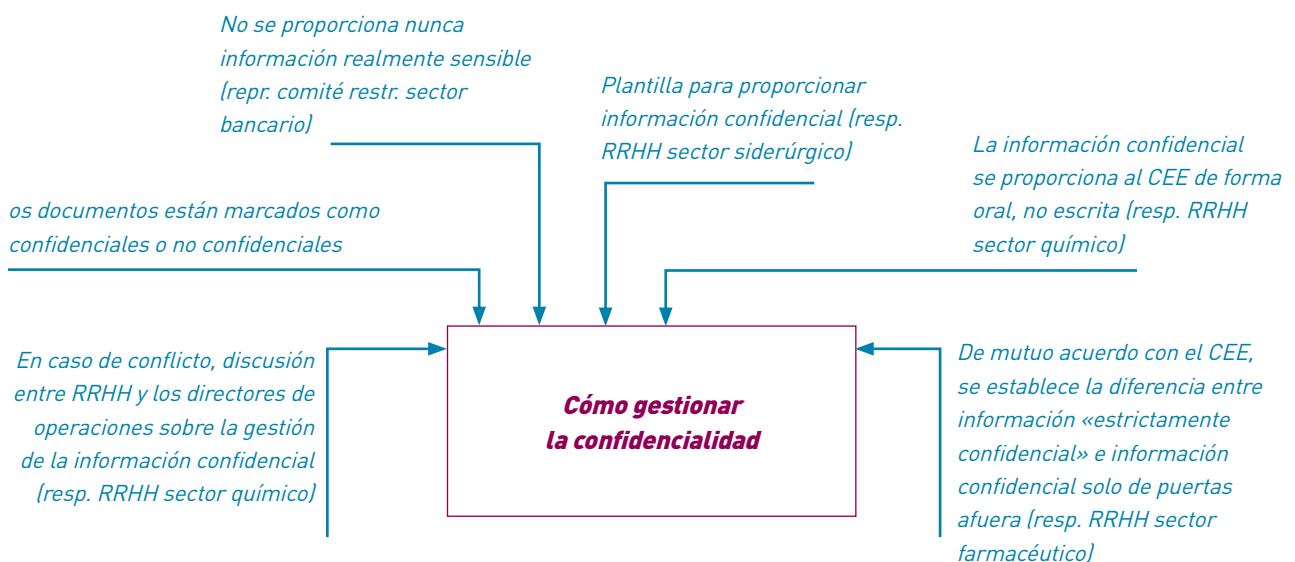 No se proporciona nunca
información realmente sensible
(repr. comité restr. sector
bancario)
Plantilla para proporcionar
información confidencial (resp.
RRHH sector siderúrgico)
La información confidencial
se proporciona al CEE de forma
oral, no escrita (resp. RRHH
sector químico)
os documentos están marcados como
confidenciales o no confidenciales
En caso de conflicto, discusión
entre RRHH y los directores de
operaciones sobre la gestión
de la información confidencial
(resp. RRHH sector químico)
Cómo gestionar
la confidencialidad
De mutuo acuerdo con el CEE,
se establece la diferencia entre
información «estrictamente
confidencial» e información
confidencial solo de puertas
afuera (resp. RRHH sector
farmacéutico)